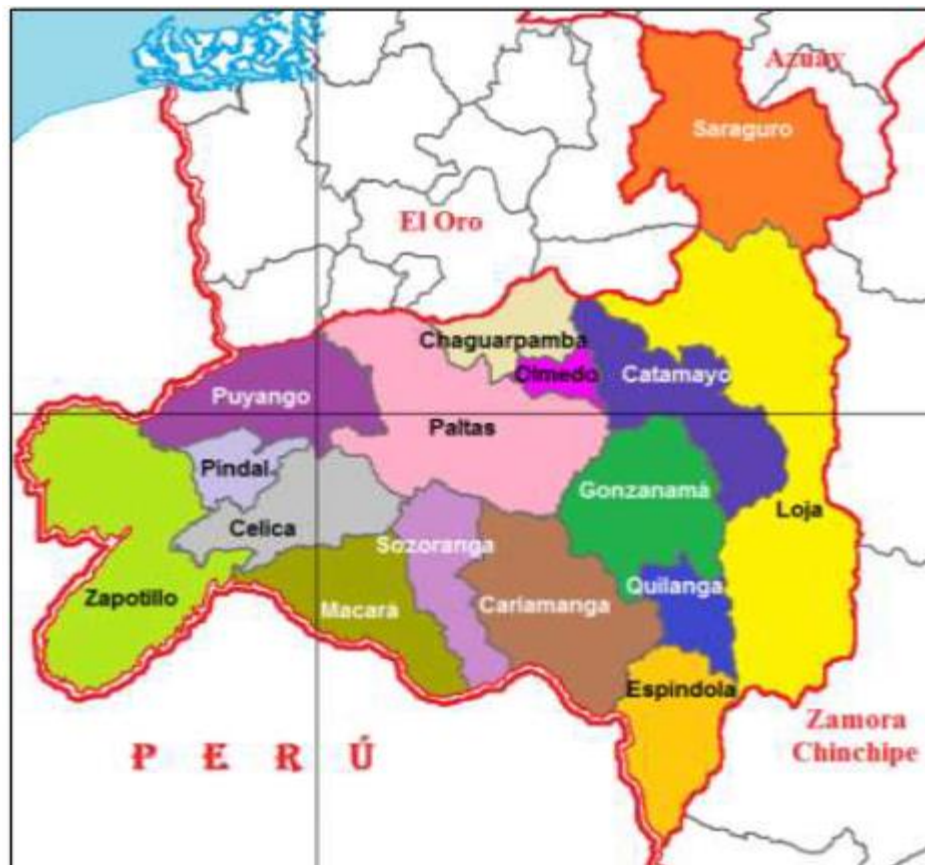 Azuay
Saraguro
El Oro
Chaguarpamba
Olmedo
Catamayo
Puyango
Paltas
Pindal
Gonzanamá
Loja
Celica
Sozoranga
Zapotillo
Quilanga
Macará
Cariamanga
Espíndola
Zamora
Chinchipe
PERÚ